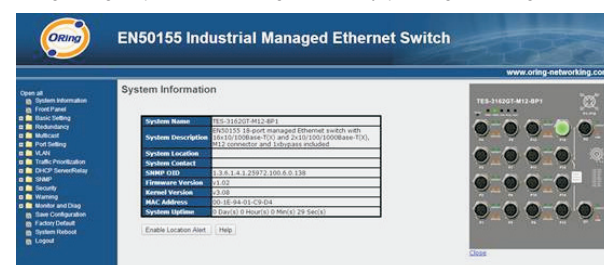 ORing
EN50155 Industrial Managed Ethernet Switch
www.oring-networking.com
Open all
System Information
Front Panel
Basic Setting
Redundancy
Multicast
Port Setting
VLAN
Traffic Prioritization
DHCP Server/Relay
SNMP
Security
Warning
Monitor and Diag
Save Configuration
Factory Default
System Reboot
Logout
System Information
System Name TES-3162GT-M12-BP1
System Description EN50155 18-port managed Ethernet switch with
16x10/100Base-T(X) and 2x10/100/1000Base-T(X),
M12 connector and 1xbypass included
System Location
System Contact
SNMP OID 1.3.6.1.4.1.25972.100.6.0.138
Firmware Version v1.02
Kernel Version v3.08
MAC Address 00-1E-94-01-C9-D4
System Uptime 0 Day(s) 0 Hour(s) 0 Min(s) 29 Sec(s)
Enable Location Alert
Help
TES-3162GT-M12-BP1
Close